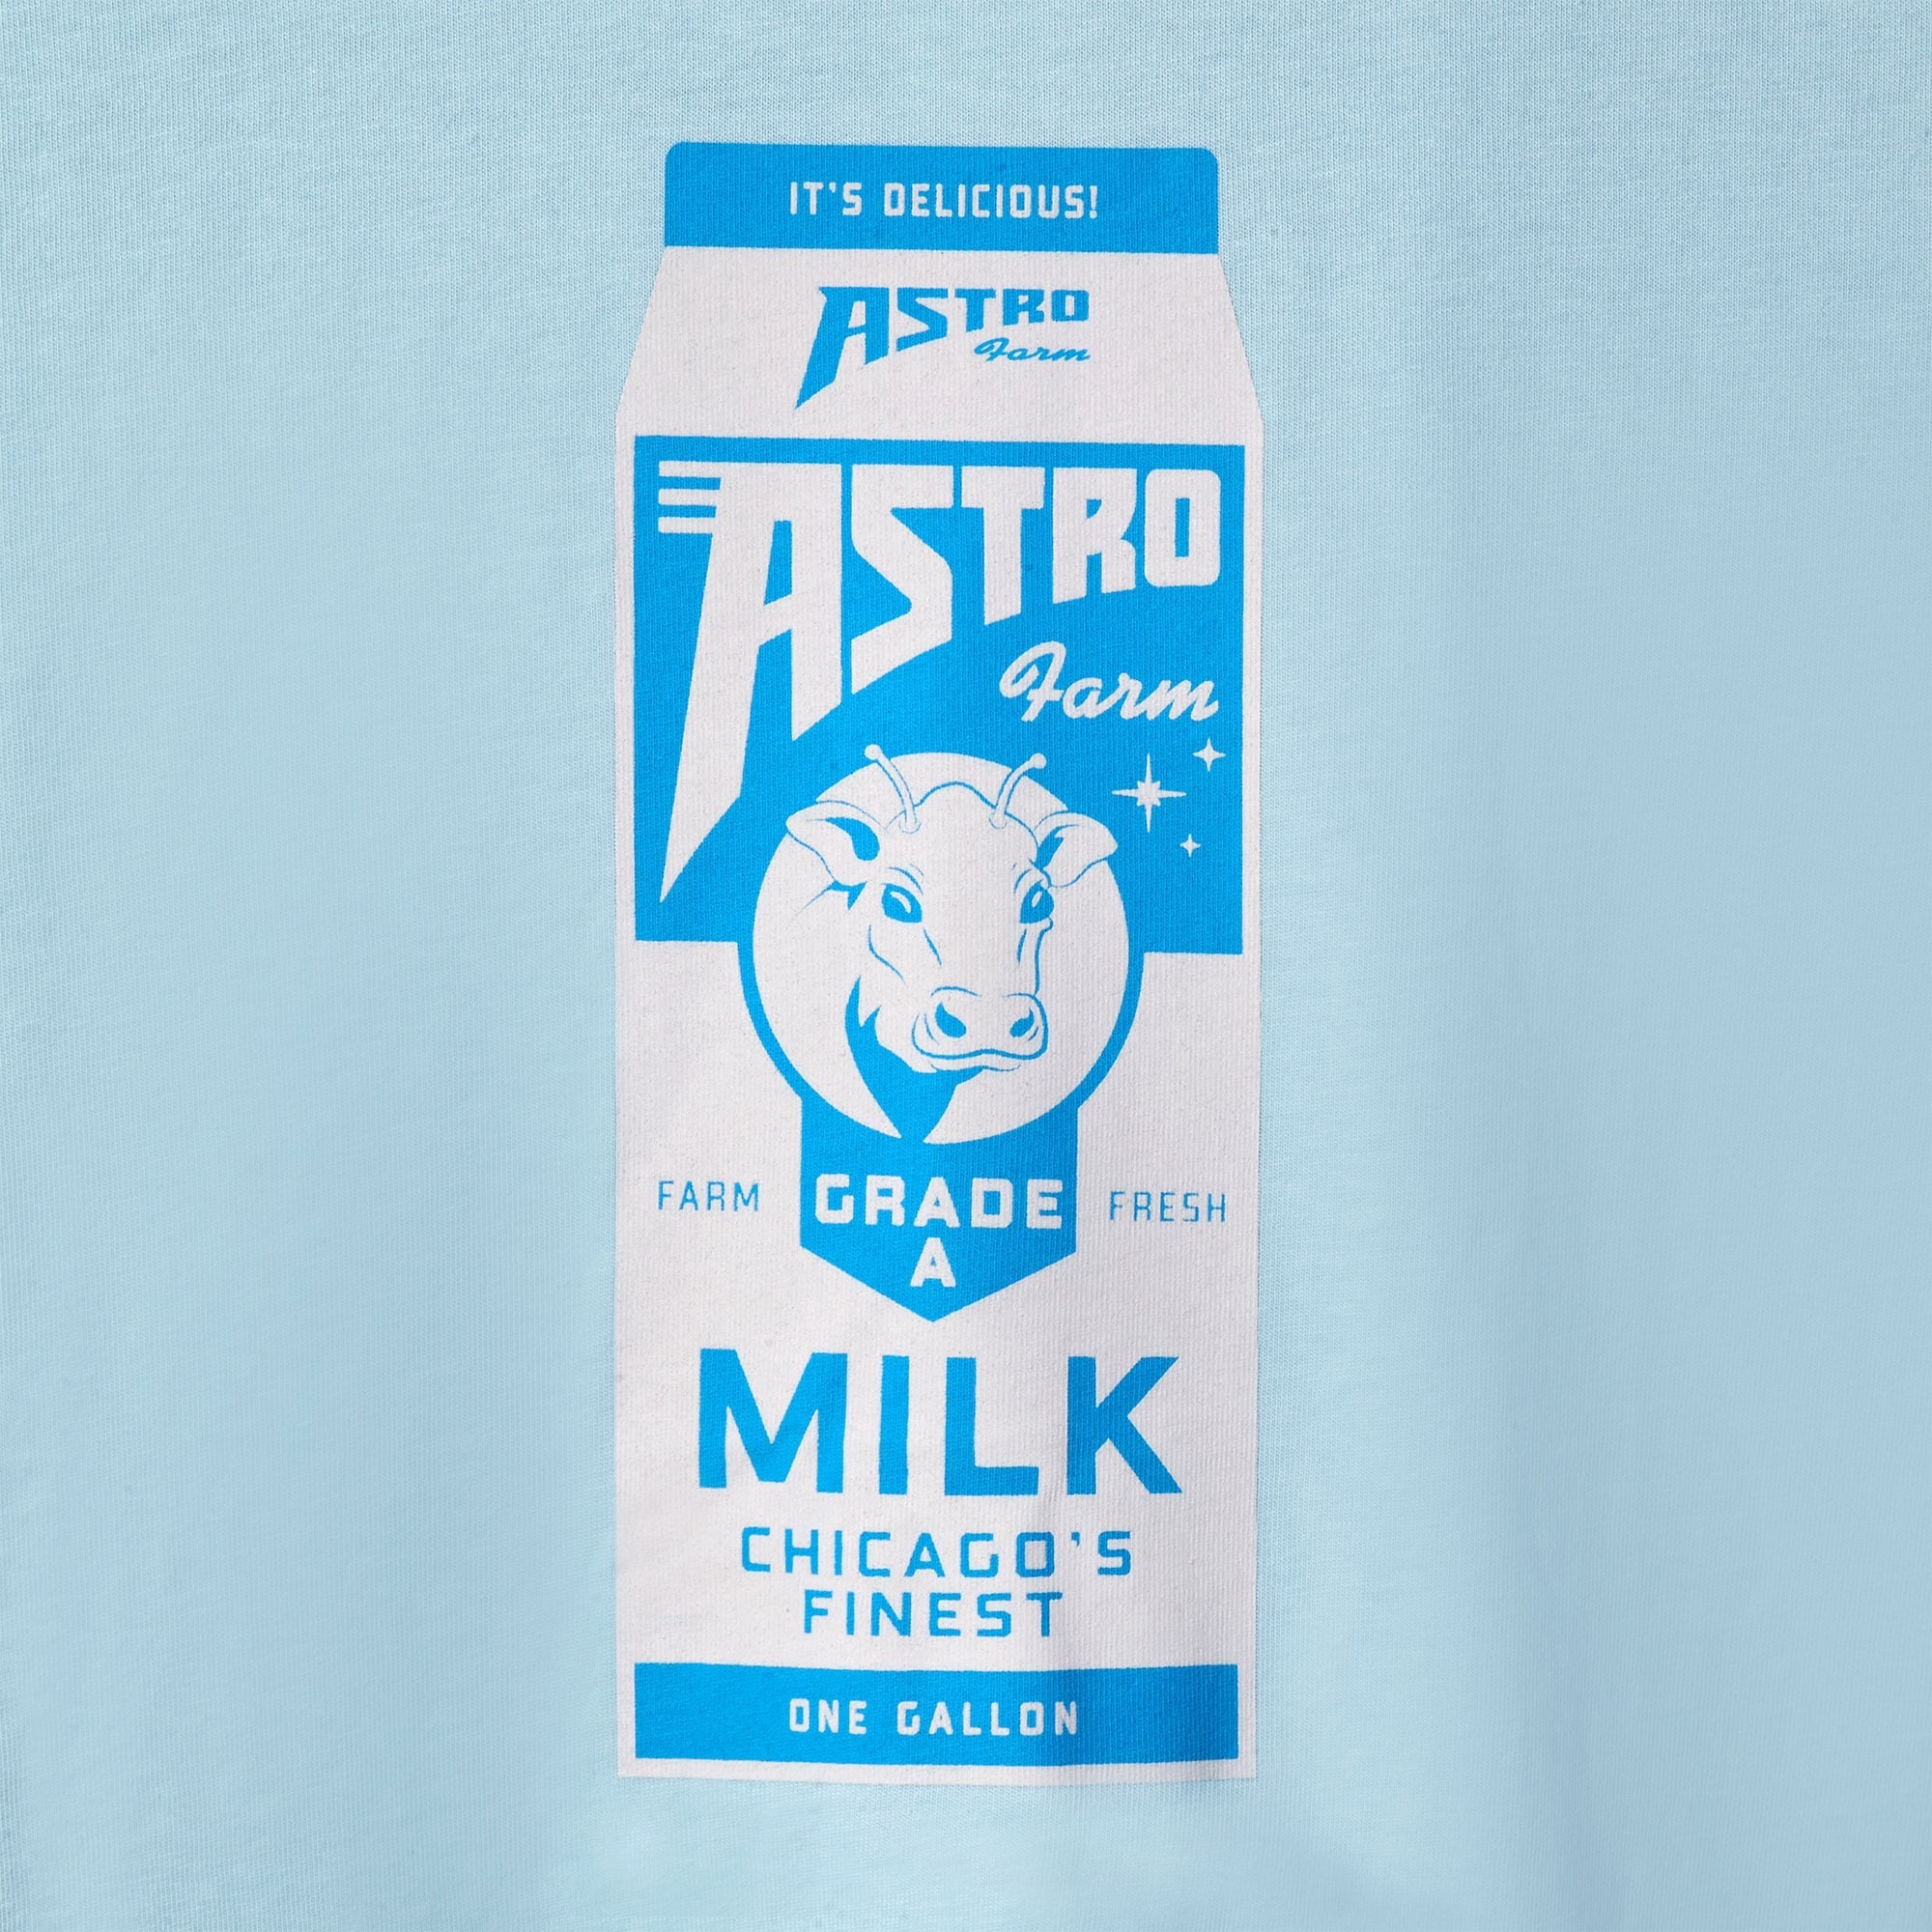 IT'S DELICIOUS!
ASTRO
Farm
ASTRO
Farm
FARM GRADE FRESH
A
MILK
CHICAGO'S
FINEST
ONE GALLON